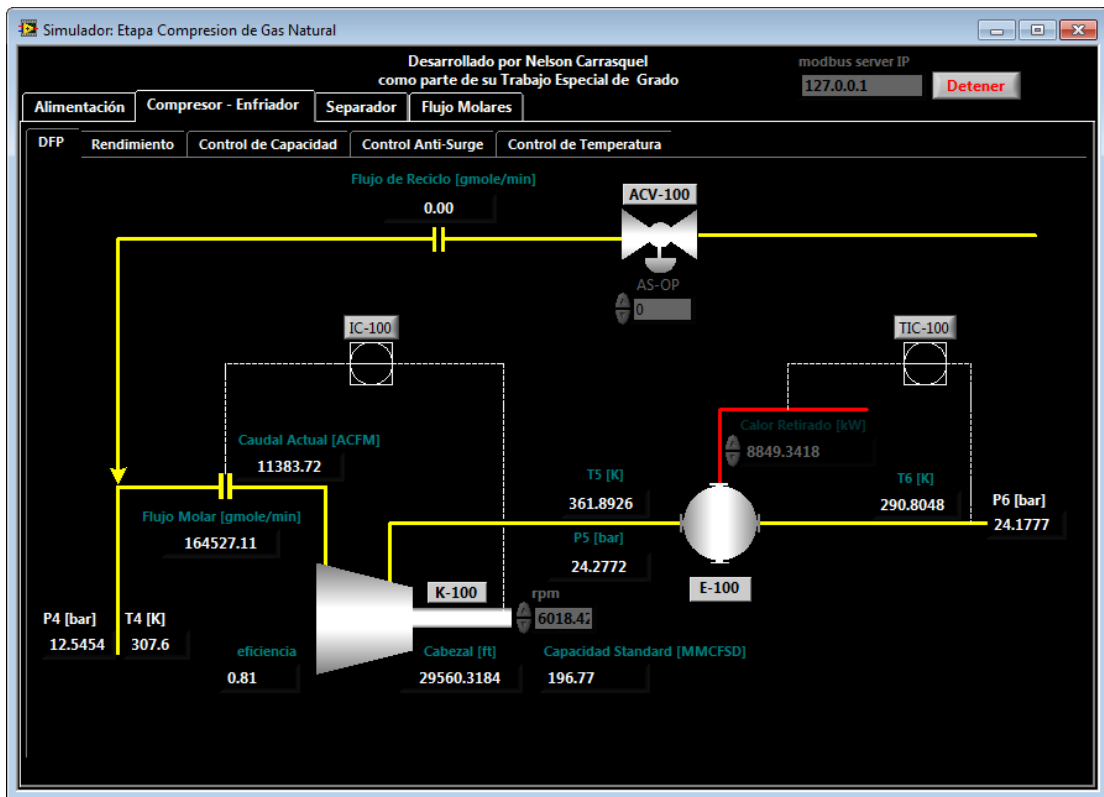 Simulador: Etapa Compresion de Gas Natural
Desarrollado por Nelson Carrasquel
como parte de su Trabajo Especial de Grado
modbus server IP
127.0.0.1
Detener
Alimentación
Compresor - Enfriador
Separador
Flujo Molares
DFP
Rendimiento
Control de Capacidad
Control Anti-Surge
Control de Temperatura
Flujo de Reciclo [gmole/min]
0.00
ACV-100
AS-OP
0
IC-100
TIC-100
Caudal Actual [ACFM]
11383.72
Calor Retirado [kW]
8849.3418
Flujo Molar [gmole/min]
164527.11
T5 [K]
361.8926
P5 [bar]
24.2772
T6 [K]
290.8048
P6 [bar]
24.1777
E-100
K-100
rpm
6018.42
P4 [bar]
12.5454
T4 [K]
307.6
eficiencia
0.81
Cabezal [ft]
29560.3184
Capacidad Standard [MMCFSD]
196.77